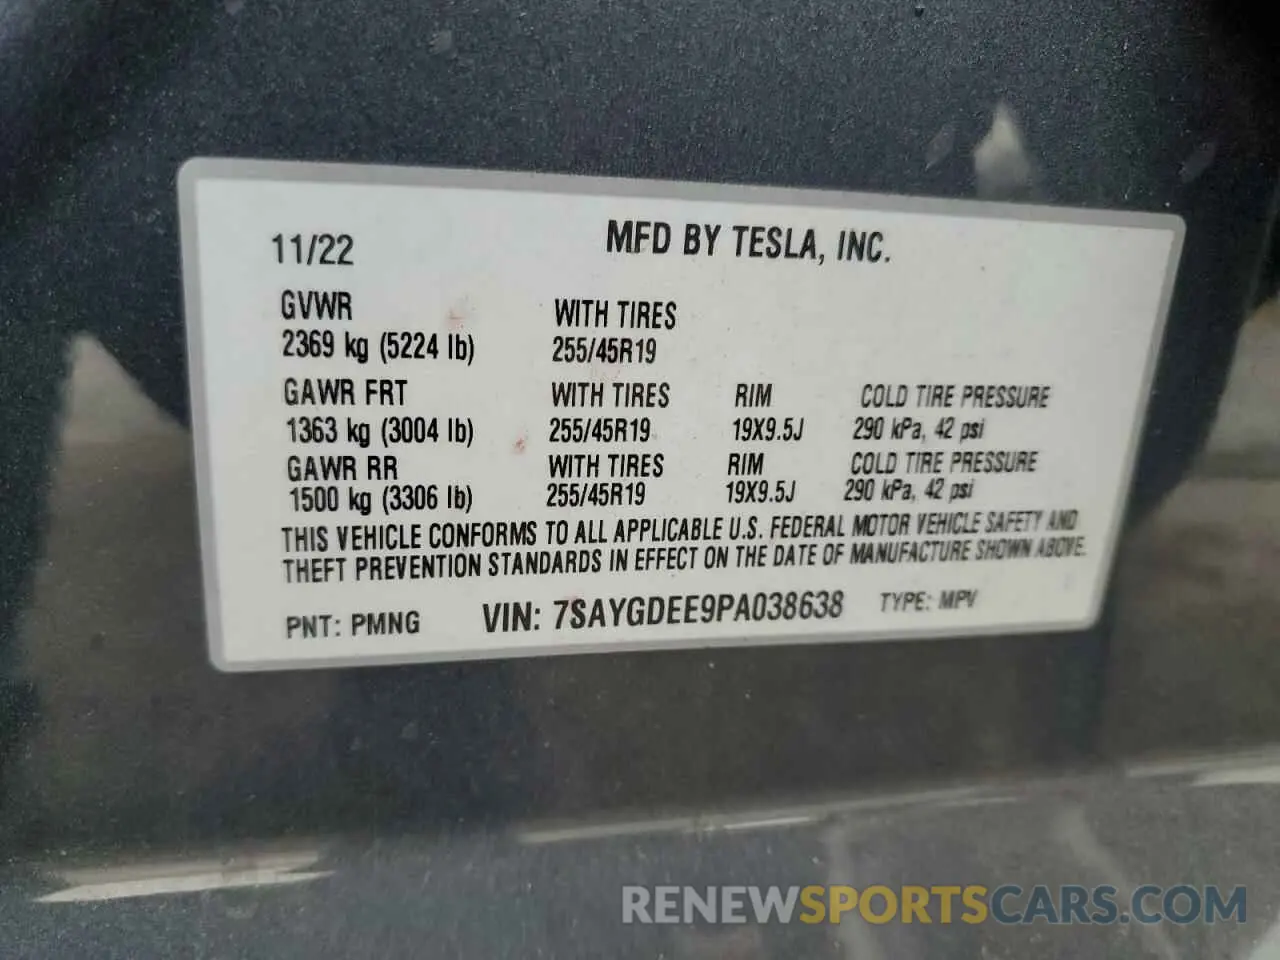 11/22 MFD BY TESLA, INC.
GVWR WITH TIRES
2369 kg (5224 lb) 255/45R19
GAWR FRT WITH TIRES RIM COLD TIRE PRESSURE
1363 kg (3004 lb) 255/45R19 19X9.5J 290 kPa, 42 psi
GAWR RR WITH TIRES RIM COLD TIRE PRESSURE
1500 kg (3306 lb) 255/45R19 19X9.5J 290 kPa, 42 psi
THIS VEHICLE CONFORMS TO ALL APPLICABLE U.S. FEDERAL MOTOR VEHICLE SAFETY AND
THEFT PREVENTION STANDARDS IN EFFECT ON THE DATE OF MANUFACTURE SHOWN ABOVE.
PNT: PMNG VIN: 7SAYGDEE9PA038638 TYPE: MPV
RENEWSPORTSCARS.COM